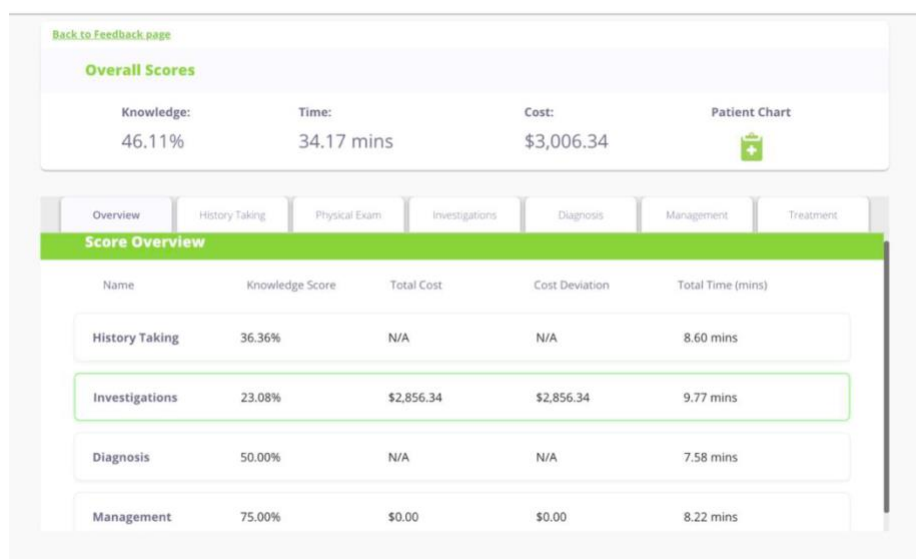 Back to Feedback page
Overall Scores
Knowledge: Time: Cost: Patient Chart
46.11% 34.17 mins $3,006.34
Overview History Taking Physical Exam Investigations Diagnosis Management Treatment
Score Overview
Name Knowledge Score Total Cost Cost Deviation Total Time (mins)
History Taking 36.36% N/A N/A 8.60 mins
Investigations 23.08% $2,856.34 $2,856.34 9.77 mins
Diagnosis 50.00% N/A N/A 7.58 mins
Management 75.00% $0.00 $0.00 8.22 mins